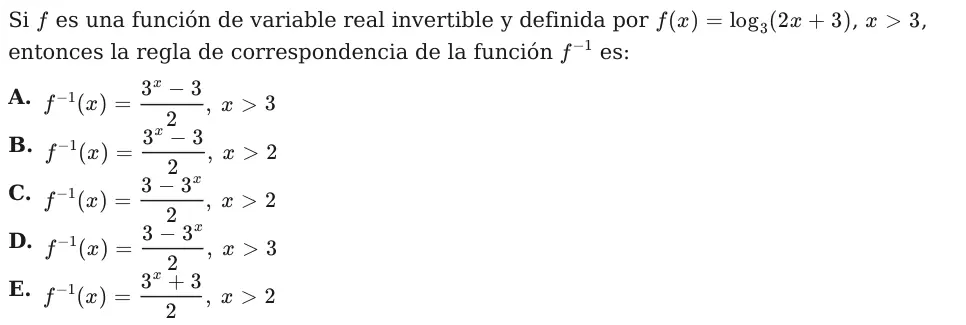 Si f es una función de variable real invertible y definida por f(x) = log₃(2x + 3), x > 3,
entonces la regla de correspondencia de la función f⁻¹ es:
A. f⁻¹(x) = (3ˣ − 3)/2, x > 3
B. f⁻¹(x) = (3ˣ − 3)/2, x > 2
C. f⁻¹(x) = (3 − 3ˣ)/2, x > 2
D. f⁻¹(x) = (3 − 3ˣ)/2, x > 3
E. f⁻¹(x) = (3ˣ + 3)/2, x > 2